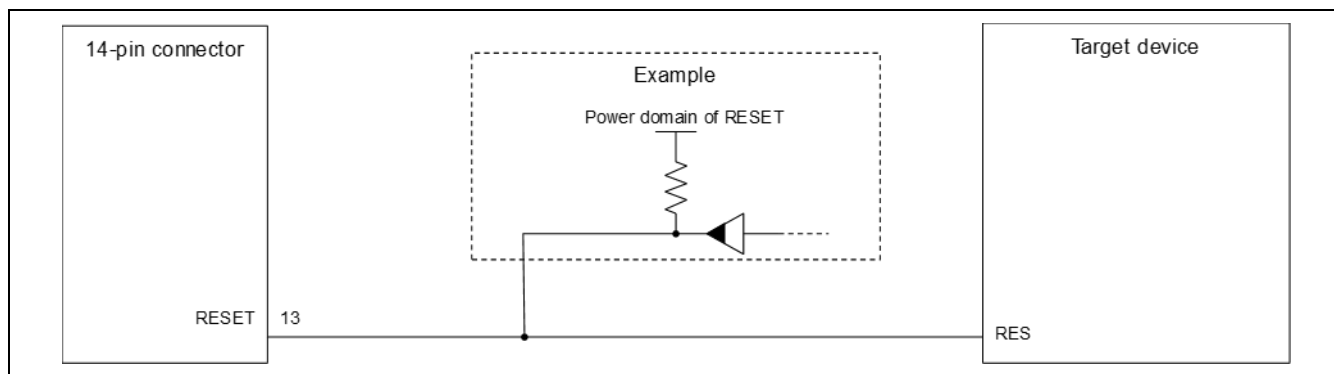 14-pin connector
Target device
Example
Power domain of RESET
RESET
13
RES